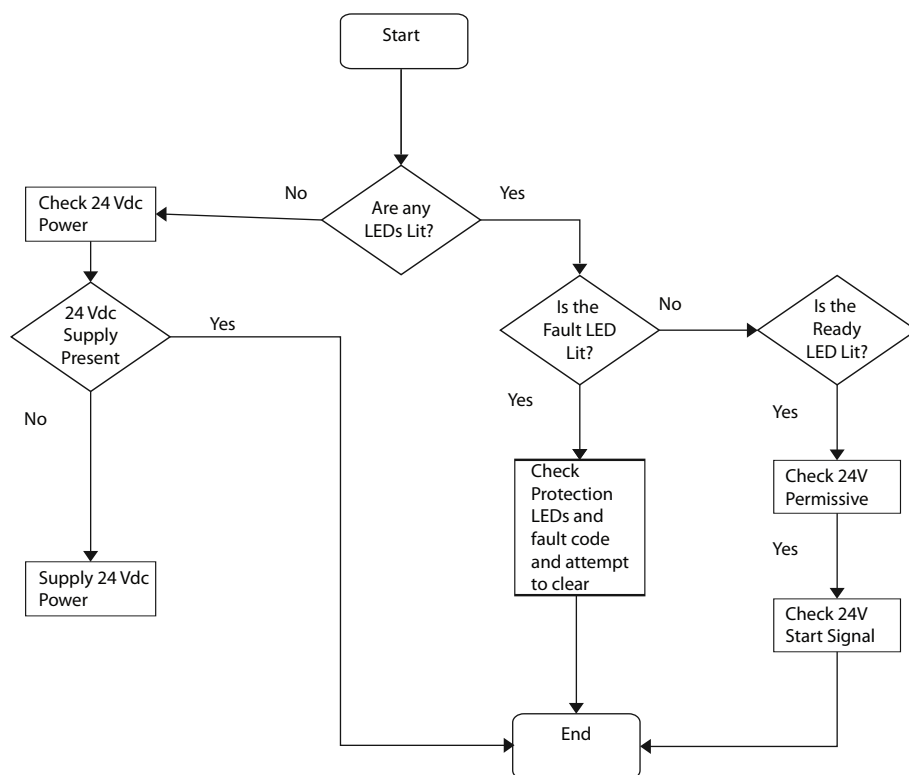 Start
No
Yes
Check 24 Vdc
Power
Are any
LEDs Lit?
24 Vdc
Supply
Present
Yes
Is the
Fault LED
Lit?
No
Is the
Ready
LED Lit?
No
Yes
Yes
Check
Protection
LEDs and
fault code
and attempt
to clear
Check 24V
Permissive
Yes
Supply 24 Vdc
Power
Check 24V
Start Signal
End